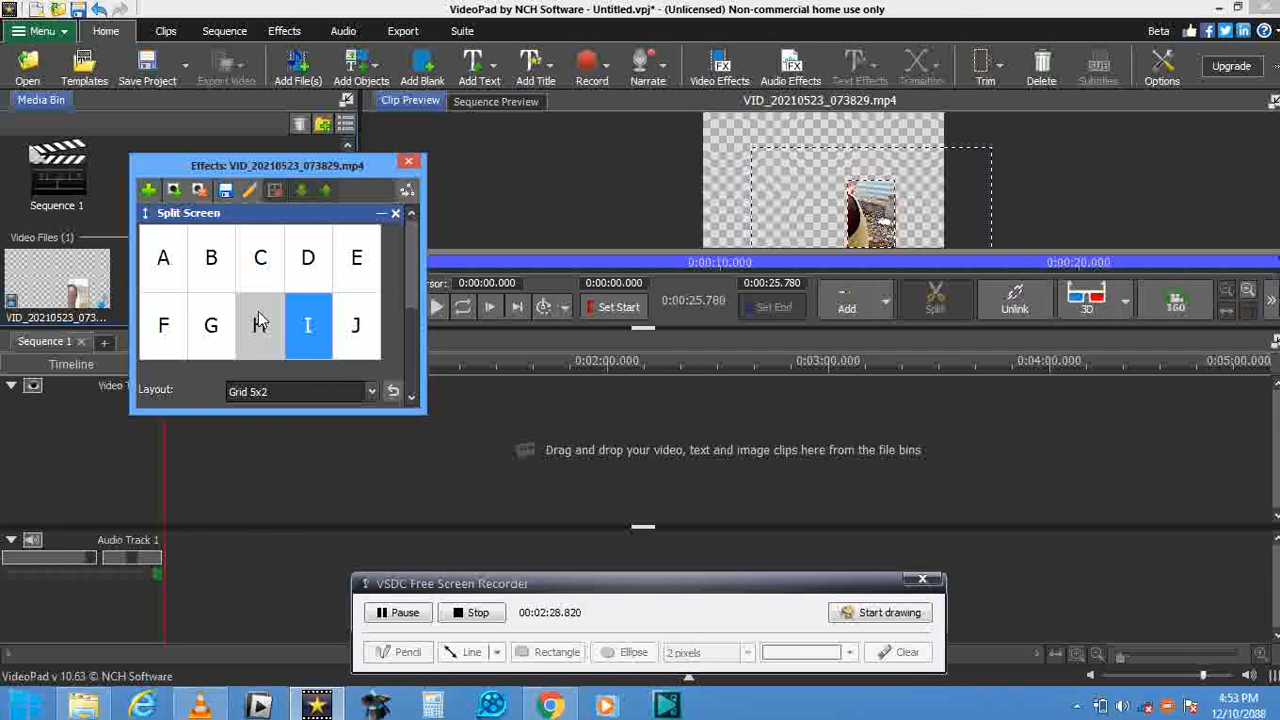 VideoPad by NCH Software - Untitled.vpj* - (Unlicensed) Non-commercial home use only
Menu Home Clips Sequence Effects Audio Export Suite Beta
Open Templates Save Project Export Video Add File(s) Add Objects Add Blank Add Text Add Title Record Narrate Video Effects Audio Effects Text Effects Transition Trim Delete Subtitles Options Upgrade
Media Bin Clip Preview Sequence Preview VID_20210523_073829.mp4
Effects: VID_20210523_073829.mp4
Sequence 1
Split Screen
Video Files (1)
A B C D E
F G H I J
Layout: Grid 5x2
VID_20210523_073...
0:00:10.000 0:00:20.000
0:00:00.000 0:00:00.000 0:00:25.780
Set Start 0:00:25.780 Set End Add Split Unlink 3D 360
Sequence 1
Timeline 0:02:00.000 0:03:00.000 0:04:00.000 0:05:00.000
Drag and drop your video, text and image clips here from the file bins
Audio Track 1
VSDC Free Screen Recorder
Pause Stop 00:02:28.820 Start drawing
Pencil Line Rectangle Ellipse 2 pixels Clear
VideoPad v 10.63 © NCH Software
4:53 PM
12/10/2088